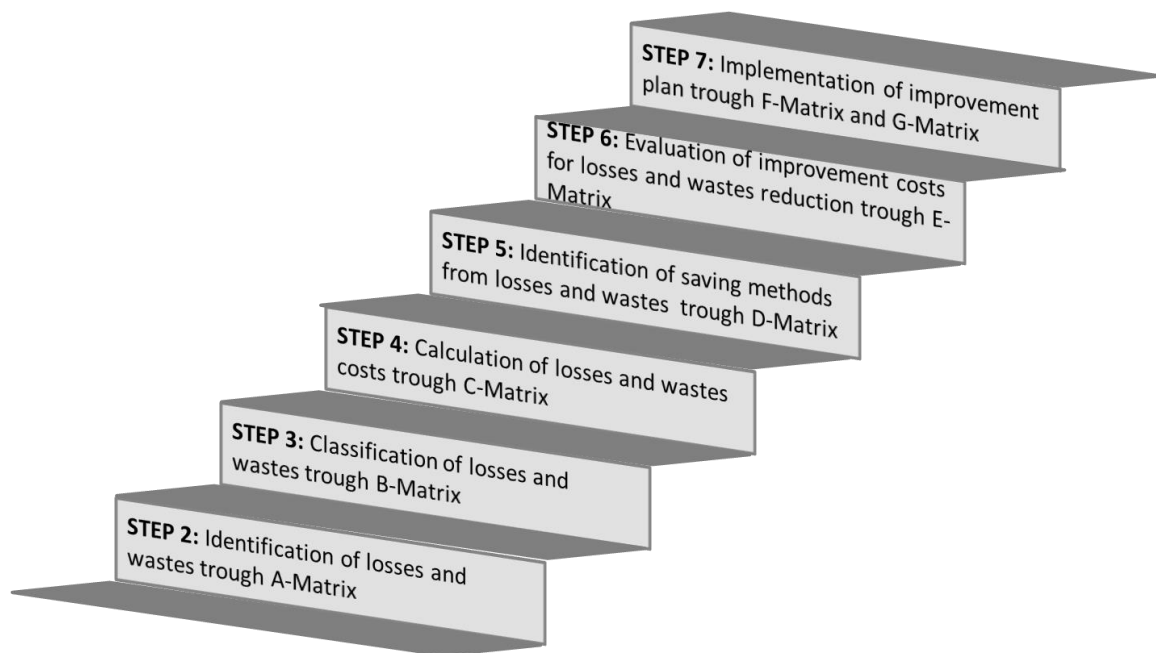 STEP 7: Implementation of improvement
plan trough F-Matrix and G-Matrix
STEP 6: Evaluation of improvement costs
for losses and wastes reduction trough E-
Matrix
STEP 5: Identification of saving methods
from losses and wastes trough D-Matrix
STEP 4: Calculation of losses and wastes
costs trough C-Matrix
STEP 3: Classification of losses and
wastes trough B-Matrix
STEP 2: Identification of losses and
wastes trough A-Matrix